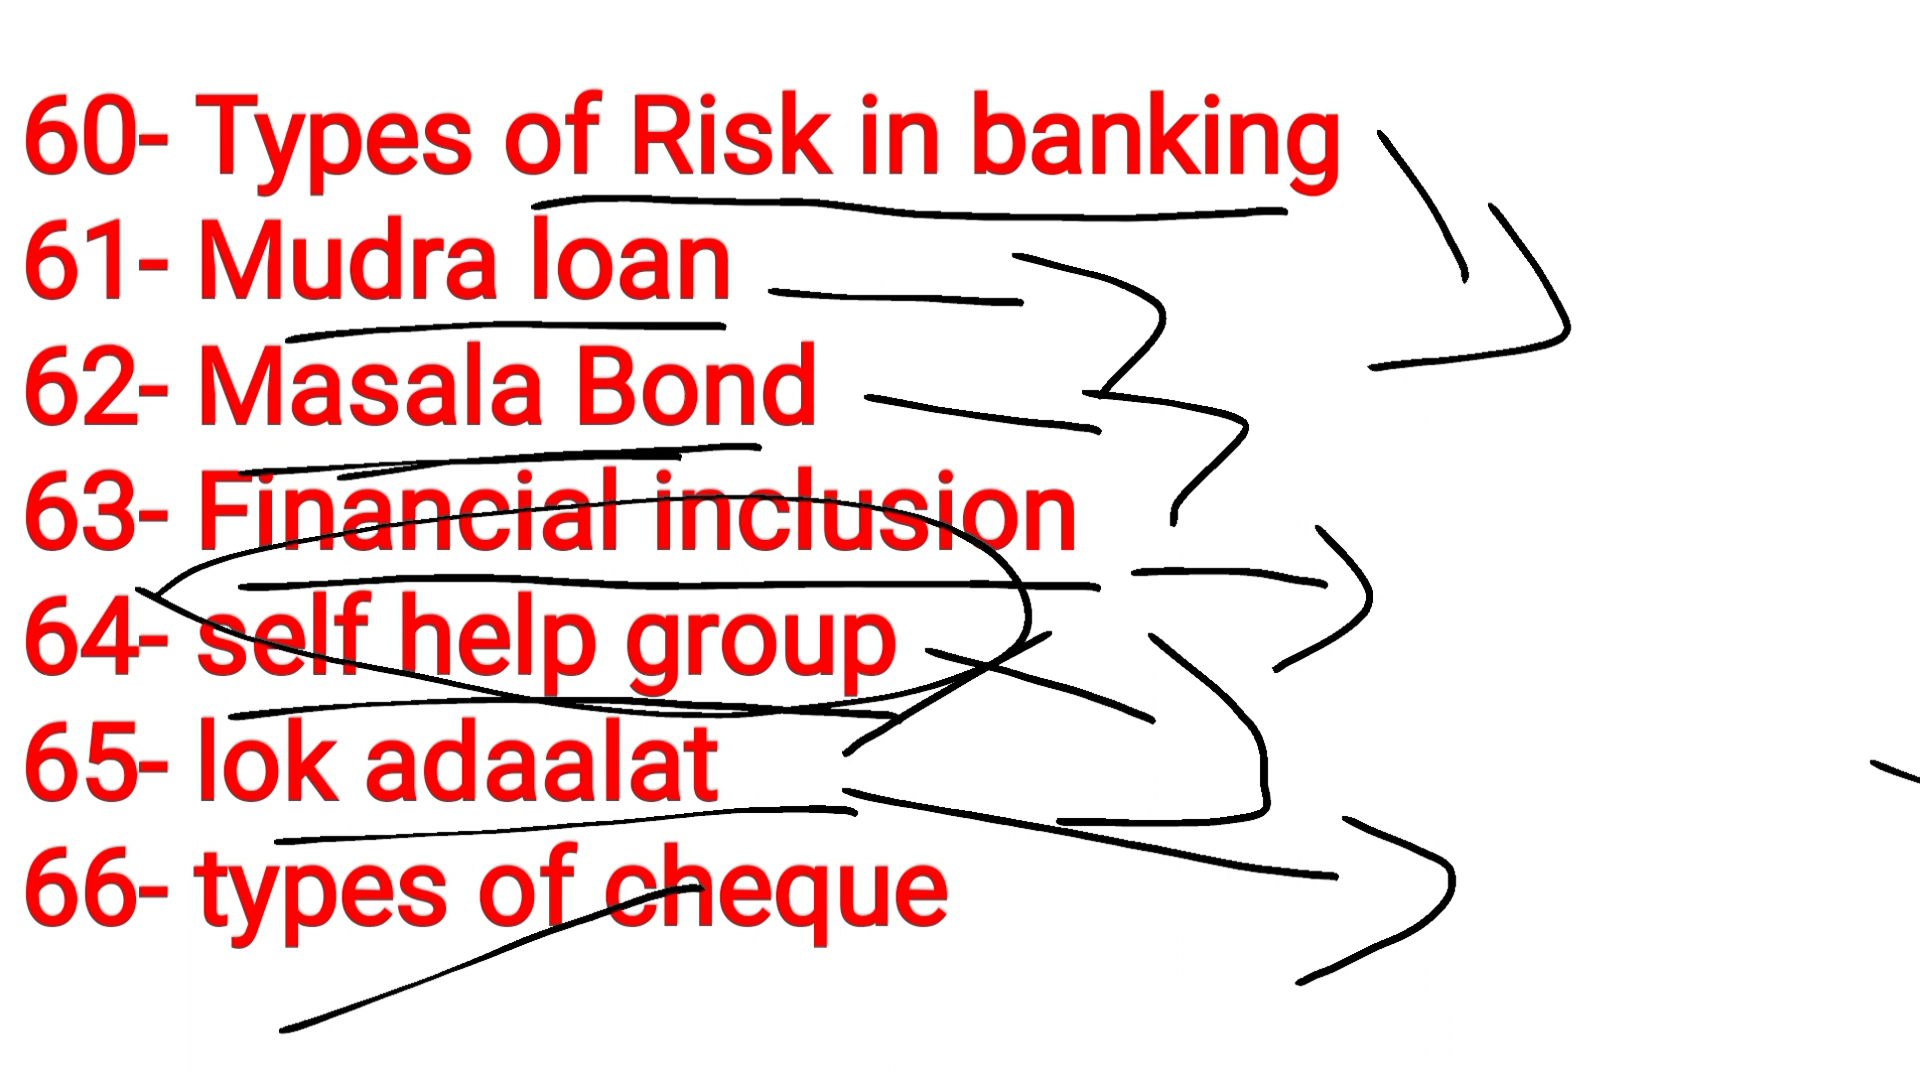 60- Types of Risk in banking
61- Mudra loan
62- Masala Bond
63- Financial inclusion
64- self help group
65- lok adaalat
66- types of cheque